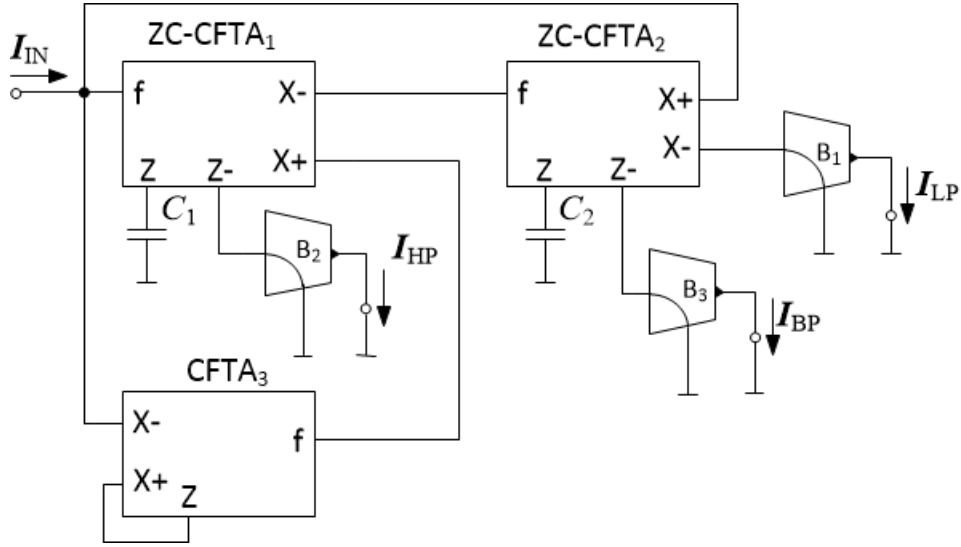 I_IN
ZC-CFTA₁
f
X-
X+
Z
Z-
C₁
B₂
I_HP
ZC-CFTA₂
f
X+
X-
Z
Z-
C₂
B₁
I_LP
B₃
I_BP
CFTA₃
X-
X+
f
Z